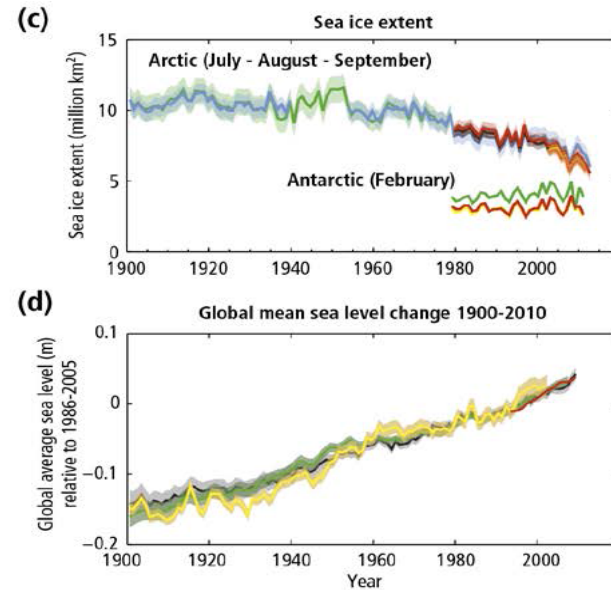 (c)
Sea ice extent
Arctic (July - August - September)
Antarctic (February)
Sea ice extent (million km²)
15
10
5
0
1900 1920 1940 1960 1980 2000
(d)
Global mean sea level change 1900-2010
Global average sea level (m)
relative to 1986-2005
0.1
0
−0.1
−0.2
1900 1920 1940 1960 1980 2000
Year